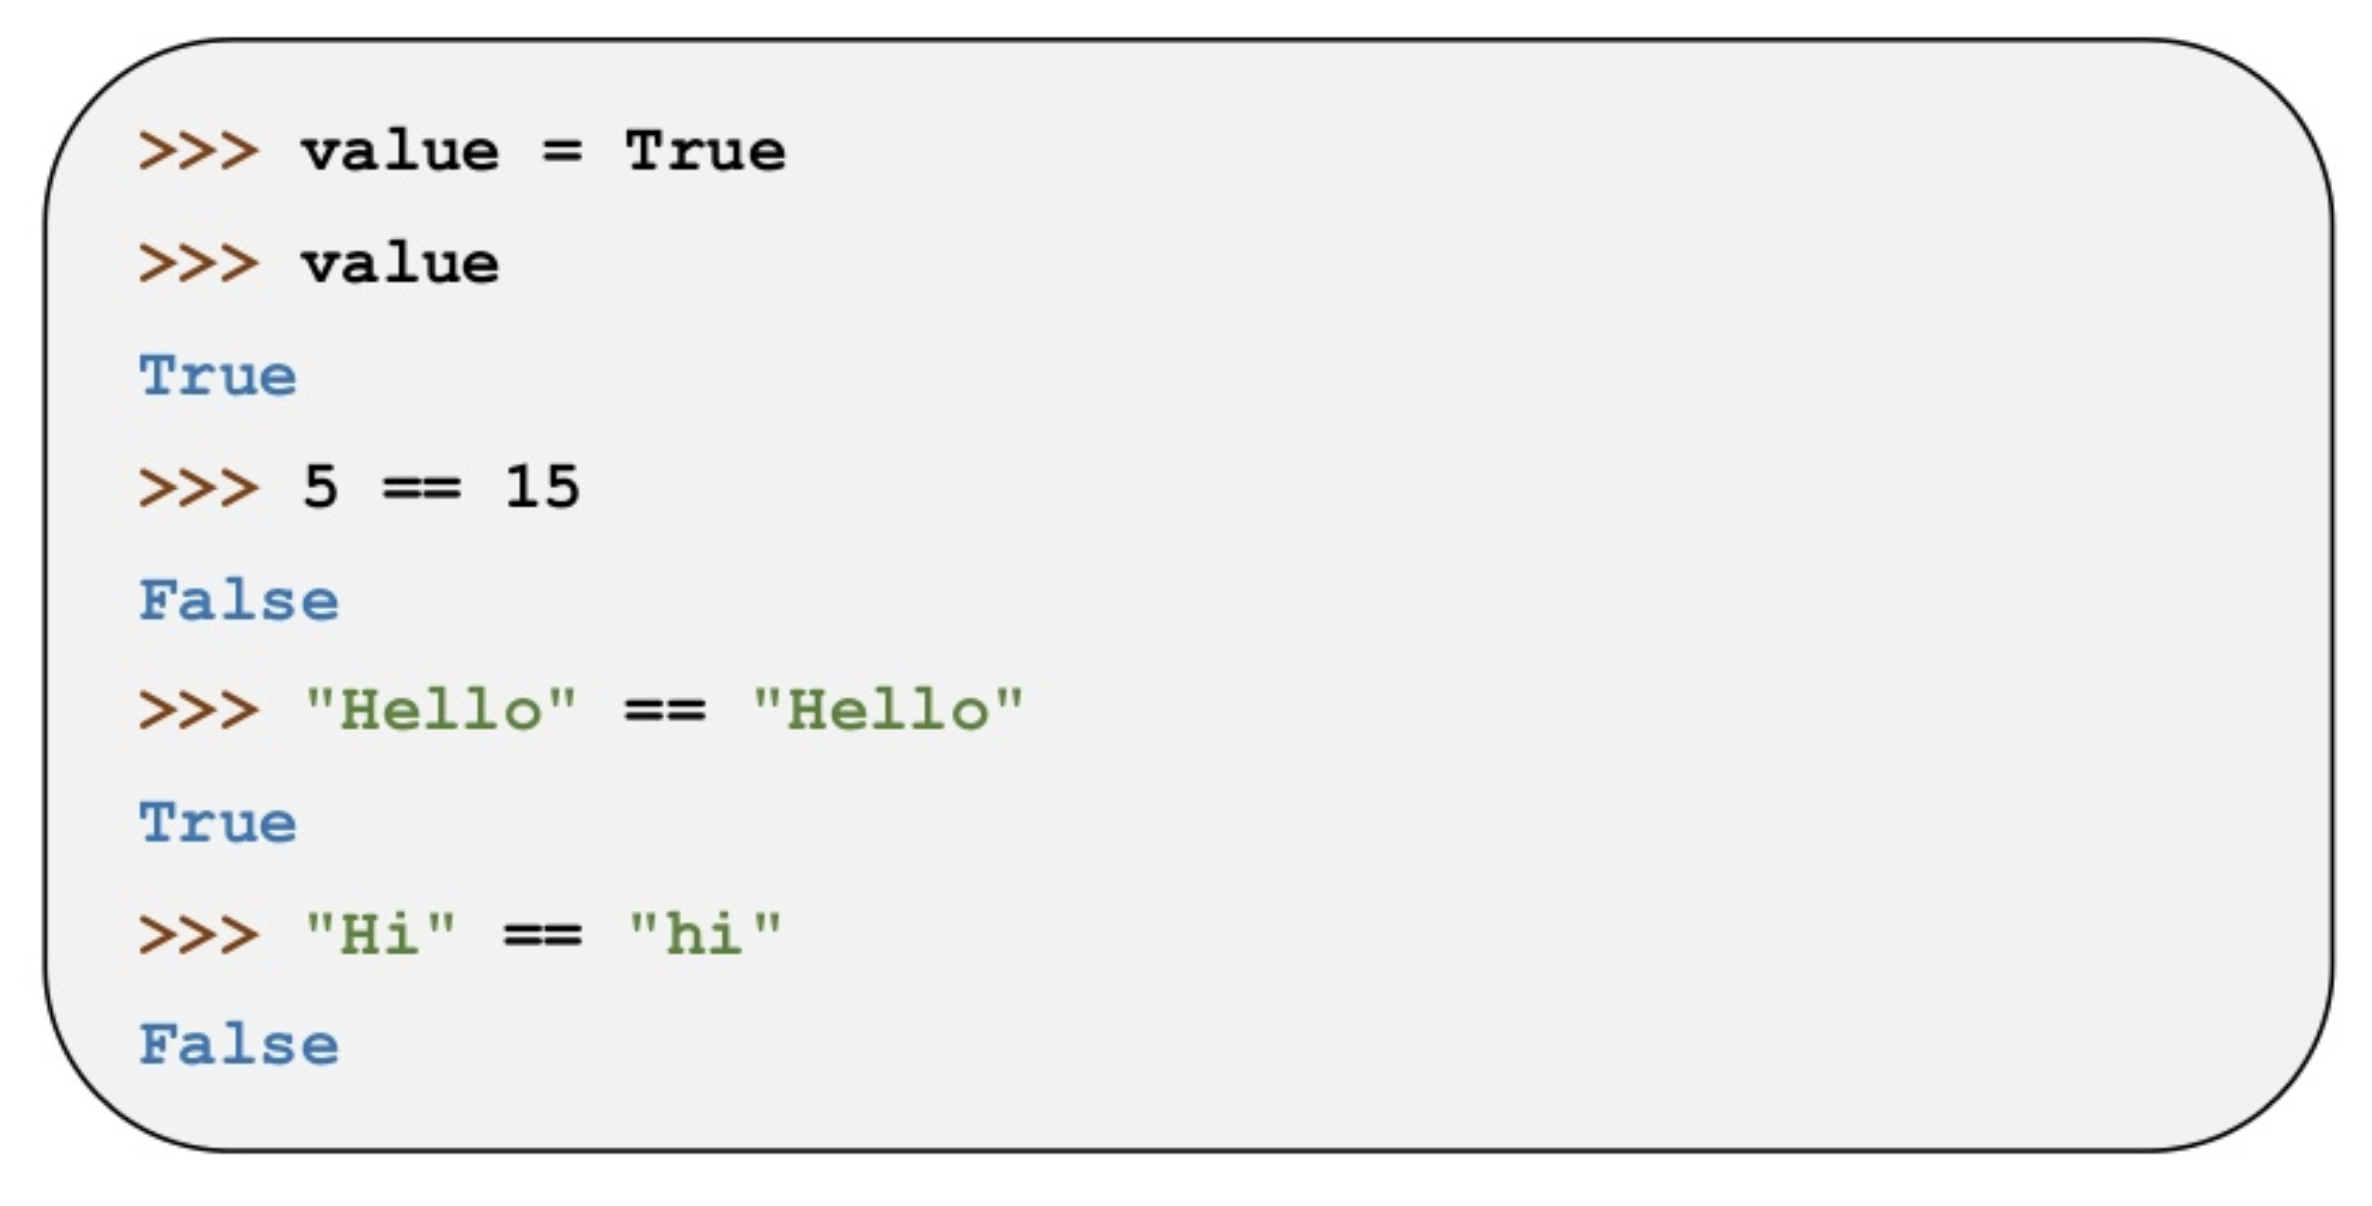 >>> value = True
>>> value
True
>>> 5 == 15
False
>>> "Hello" == "Hello"
True
>>> "Hi" == "hi"
False